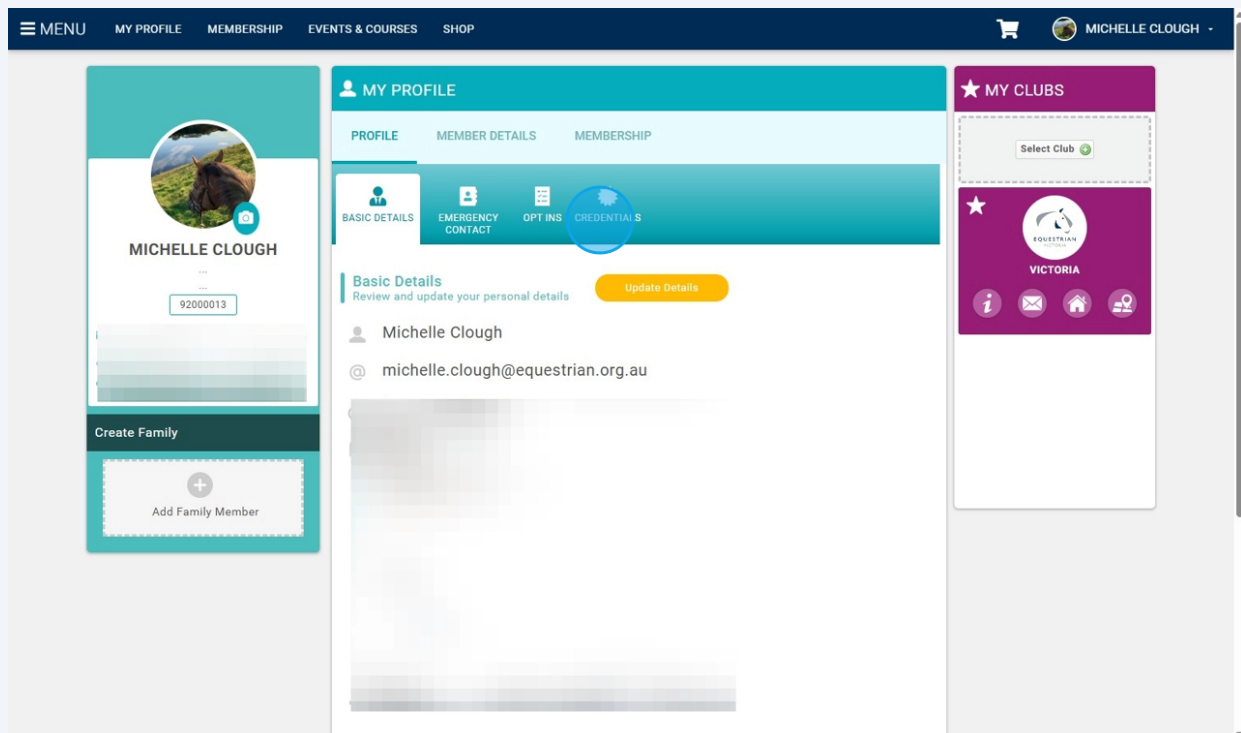 MENU MY PROFILE MEMBERSHIP EVENTS & COURSES SHOP MICHELLE CLOUGH
MICHELLE CLOUGH
...
...
92000013
Create Family
Add Family Member
MY PROFILE
PROFILE MEMBER DETAILS MEMBERSHIP
BASIC DETAILS
EMERGENCY
CONTACT
OPT INS
CREDENTIALS
Basic Details
Review and update your personal details
Update Details
Michelle Clough
@ michelle.clough@equestrian.org.au
MY CLUBS
Select Club
EQUESTRIAN
VICTORIA
VICTORIA
i